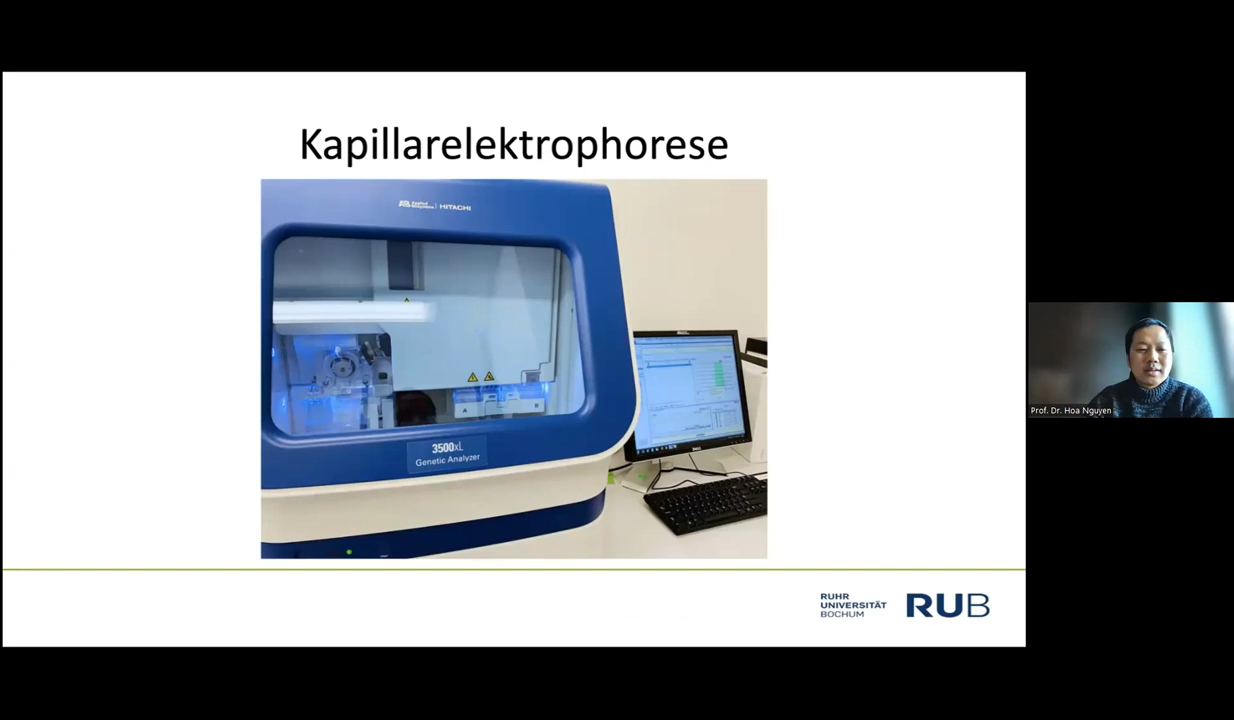 Kapillarelektrophorese
Applied Biosystems | HITACHI
A B
3500xL
Genetic Analyzer
DELL
RUHR
UNIVERSITÄT
BOCHUM
RUB
Prof. Dr. Hoa Nguyen